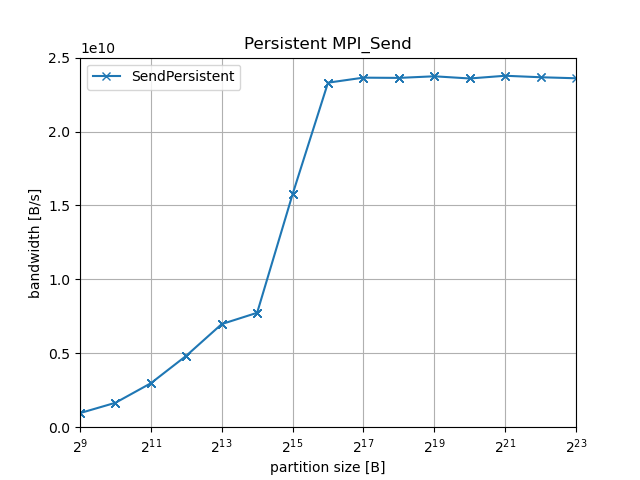 Persistent MPI_Send
1e10
SendPersistent
2.5
2.0
1.5
1.0
0.5
0.0
bandwidth [B/s]
2^9 2^11 2^13 2^15 2^17 2^19 2^21 2^23
partition size [B]